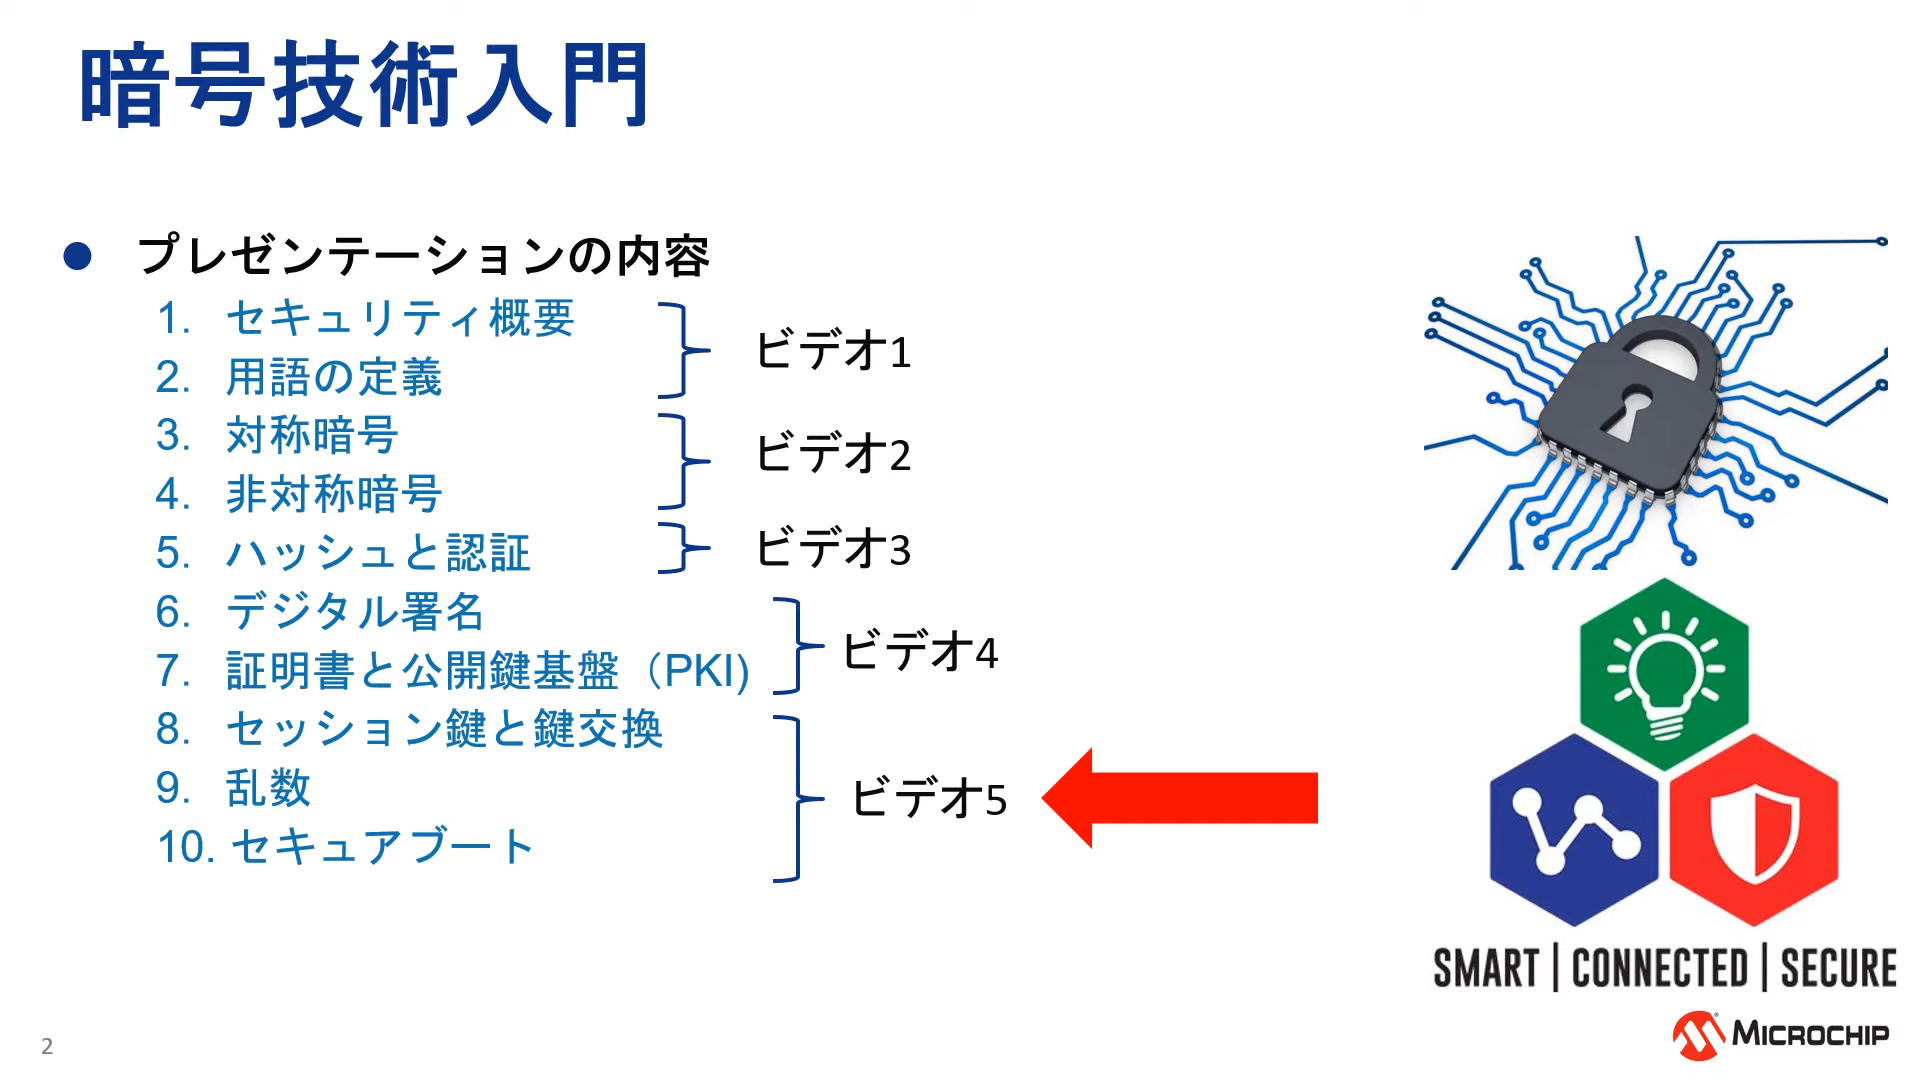 暗号技術入門
● プレゼンテーションの内容
1. セキュリティ概要
2. 用語の定義
ビデオ1
3. 対称暗号
4. 非対称暗号
ビデオ2
5. ハッシュと認証
ビデオ3
6. デジタル署名
7. 証明書と公開鍵基盤（PKI)
ビデオ4
8. セッション鍵と鍵交換
9. 乱数
10. セキュアブート
ビデオ5
SMART | CONNECTED | SECURE
MICROCHIP
2